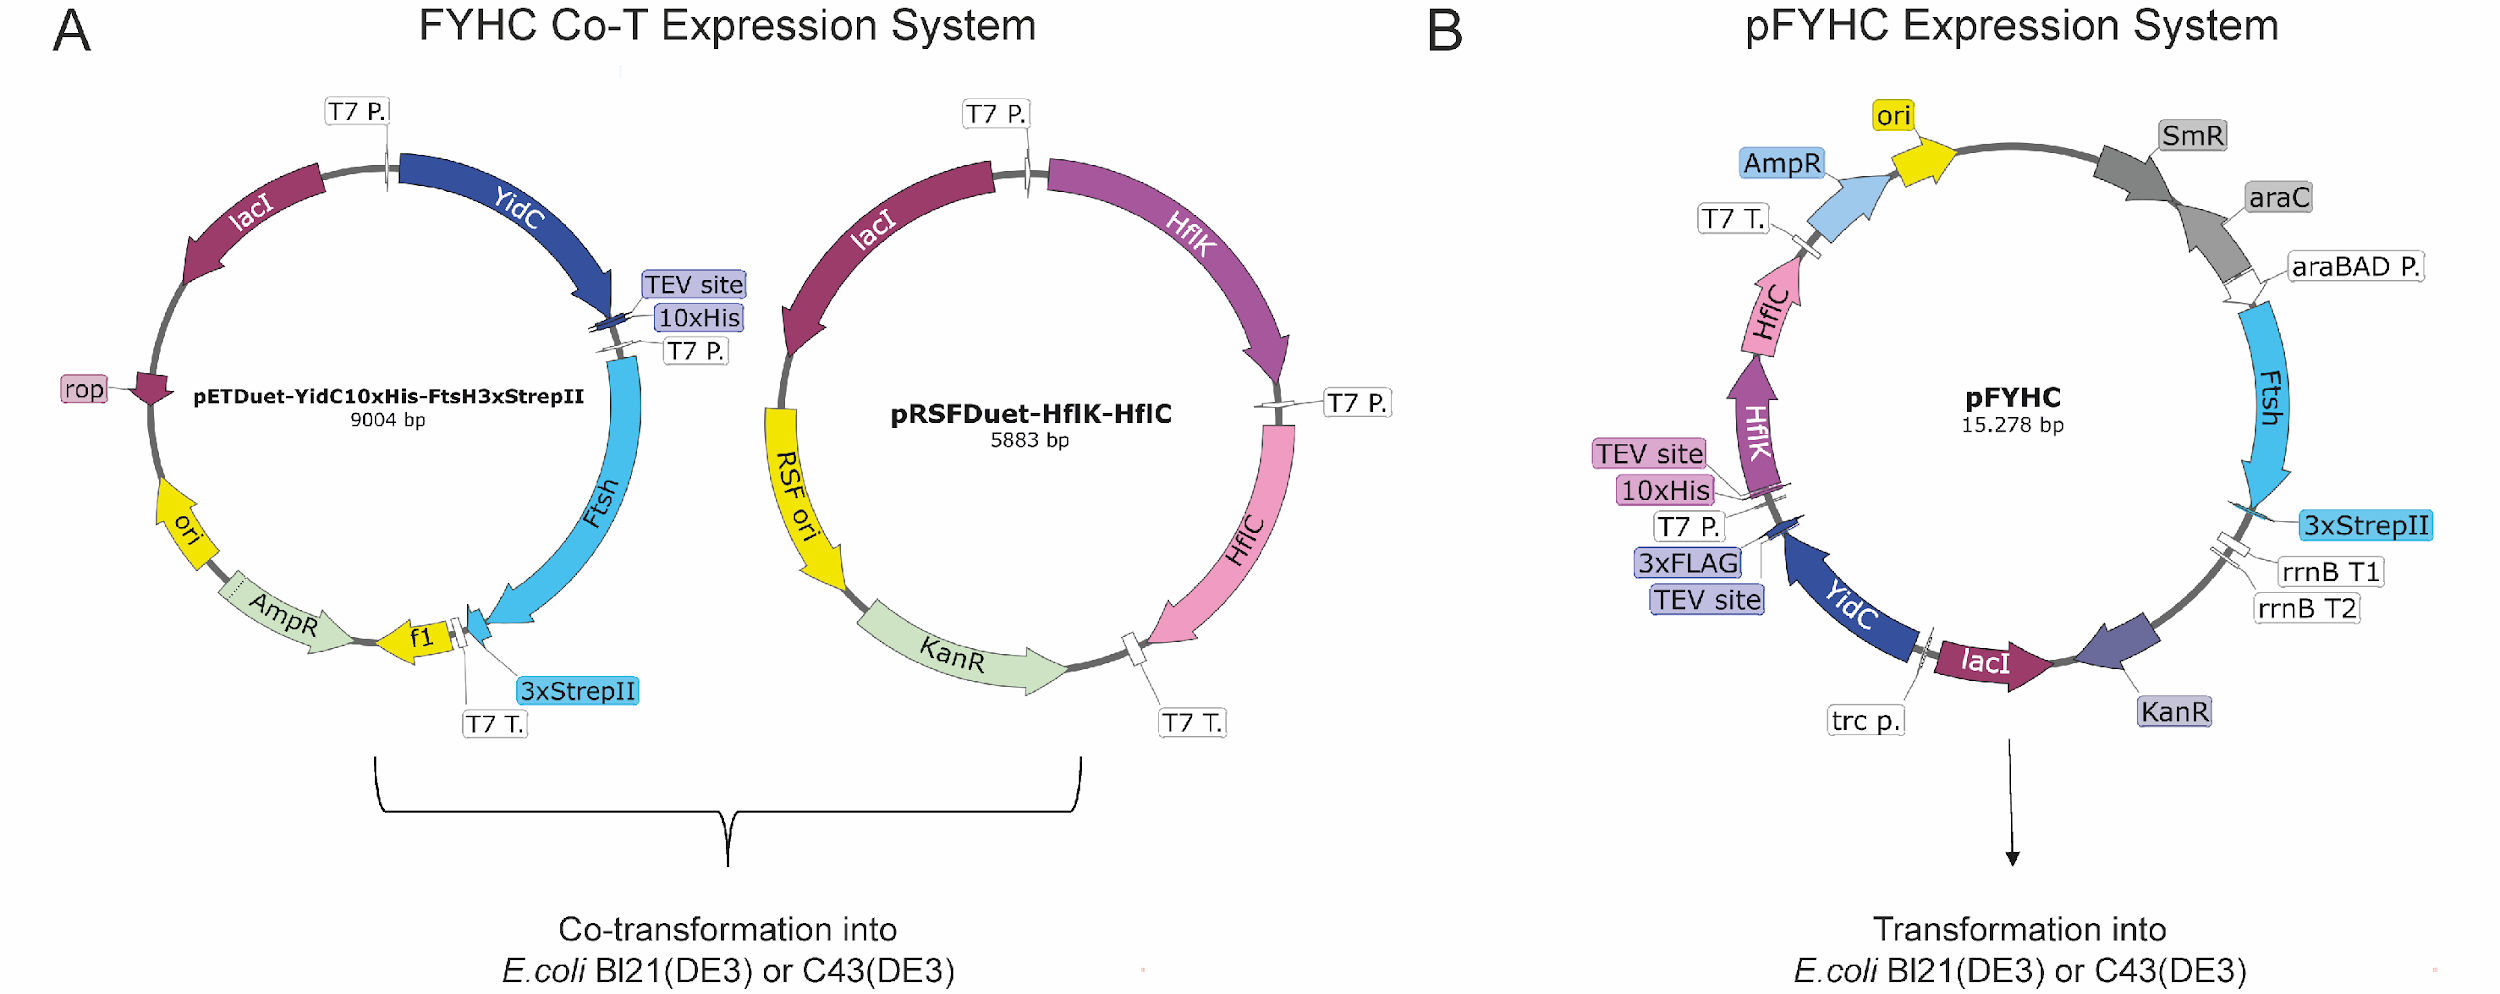 A
FYHC Co-T Expression System
T7 P.
YidC
TEV site
10xHis
T7 P.
Ftsh
3xStrepII
T7 T.
f1
AmpR
ori
rop
lacI
pETDuet-YidC10xHis-FtsH3xStrepII
9004 bp
T7 P.
HflK
T7 P.
HflC
T7 T.
KanR
RSF ori
lacI
pRSFDuet-HflK-HflC
5883 bp
Co-transformation into
E.coli Bl21(DE3) or C43(DE3)
B
pFYHC Expression System
ori
SmR
araC
araBAD P.
Ftsh
3xStrepII
rrnB T1
rrnB T2
KanR
lacI
trc p.
YidC
TEV site
3xFLAG
T7 P.
10xHis
TEV site
HflK
HflC
T7 T.
AmpR
pFYHC
15.278 bp
Transformation into
E.coli Bl21(DE3) or C43(DE3)